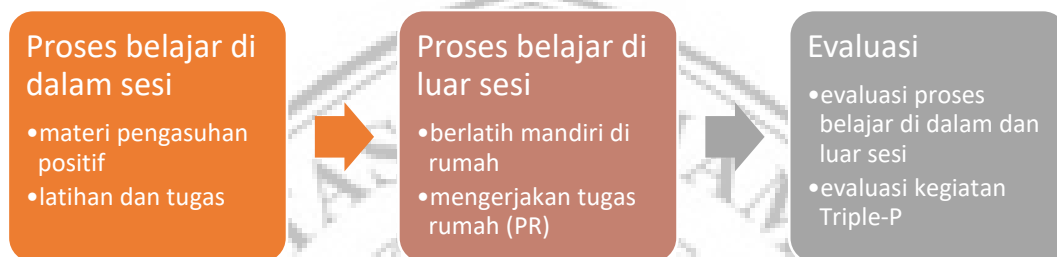 Proses belajar di
dalam sesi
•materi pengasuhan
positif
•latihan dan tugas
Proses belajar di
luar sesi
•berlatih mandiri di
rumah
•mengerjakan tugas
rumah (PR)
Evaluasi
•evaluasi proses
belajar di dalam dan
luar sesi
•evaluasi kegiatan
Triple-P